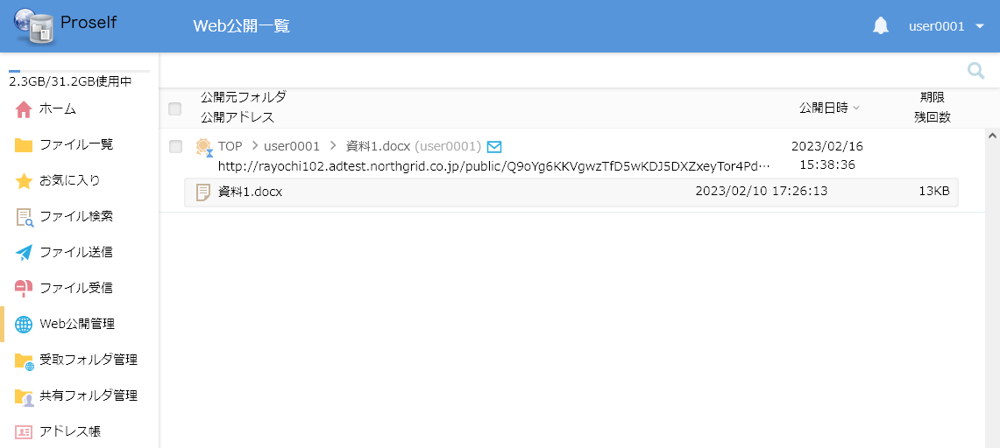 Proself
Web公開一覧
user0001
2.3GB/31.2GB使用中
ホーム
ファイル一覧
お気に入り
ファイル検索
ファイル送信
ファイル受信
Web公開管理
受取フォルダ管理
共有フォルダ管理
アドレス帳
公開元フォルダ
公開アドレス
公開日時
期限
残回数
TOP > user0001 > 資料1.docx (user0001)
2023/02/16
http://rayochi102.adtest.northgrid.co.jp/public/Q9oYg6KKVgwzTfD5wKDJ5DXZxeyTor4Pd···
15:38:36
資料1.docx 2023/02/10 17:26:13 13KB